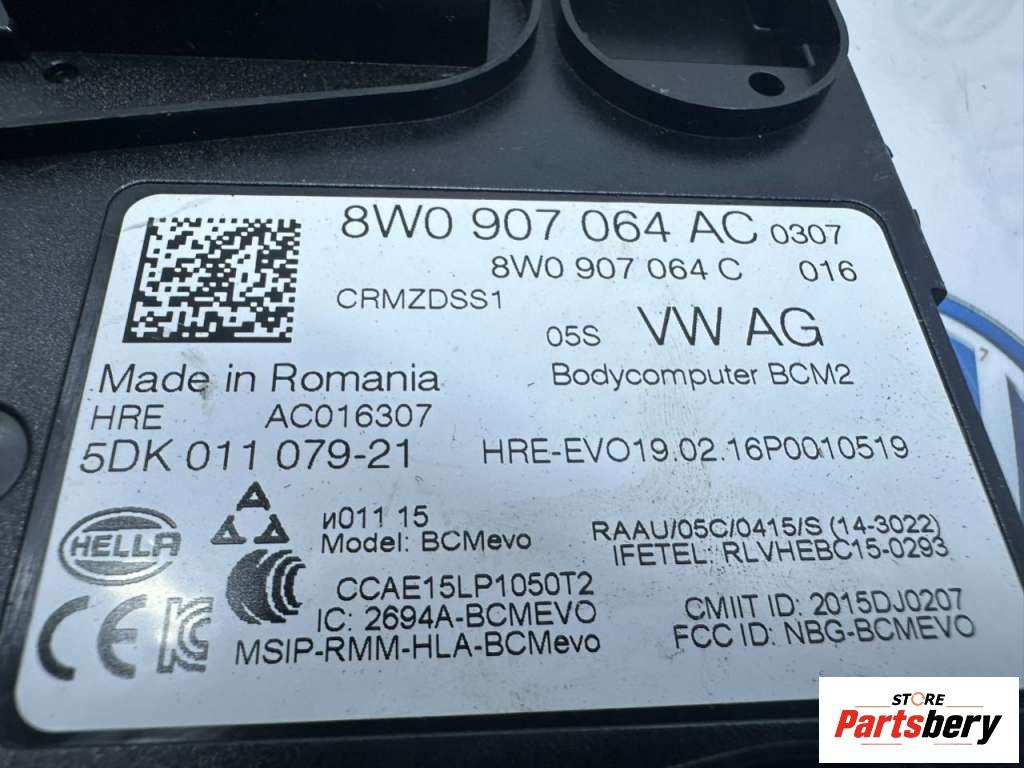 8W0 907 064 AC 0307
8W0 907 064 C 016
CRMZDSS1
05S VW AG
Made in Romania
Bodycomputer BCM2
HRE AC016307
5DK 011 079-21
HRE-EVO19.02.16P0010519
ᴎ011 15
Model: BCMevo
RAAU/05C/0415/S (14-3022)
IFETEL: RLVHEBC15-0293
HELLA
CCAE15LP1050T2
IC: 2694A-BCMEVO
MSIP-RMM-HLA-BCMevo
CMIIT ID: 2015DJ0207
FCC ID: NBG-BCMEVO
CE
STORE
Partsbery